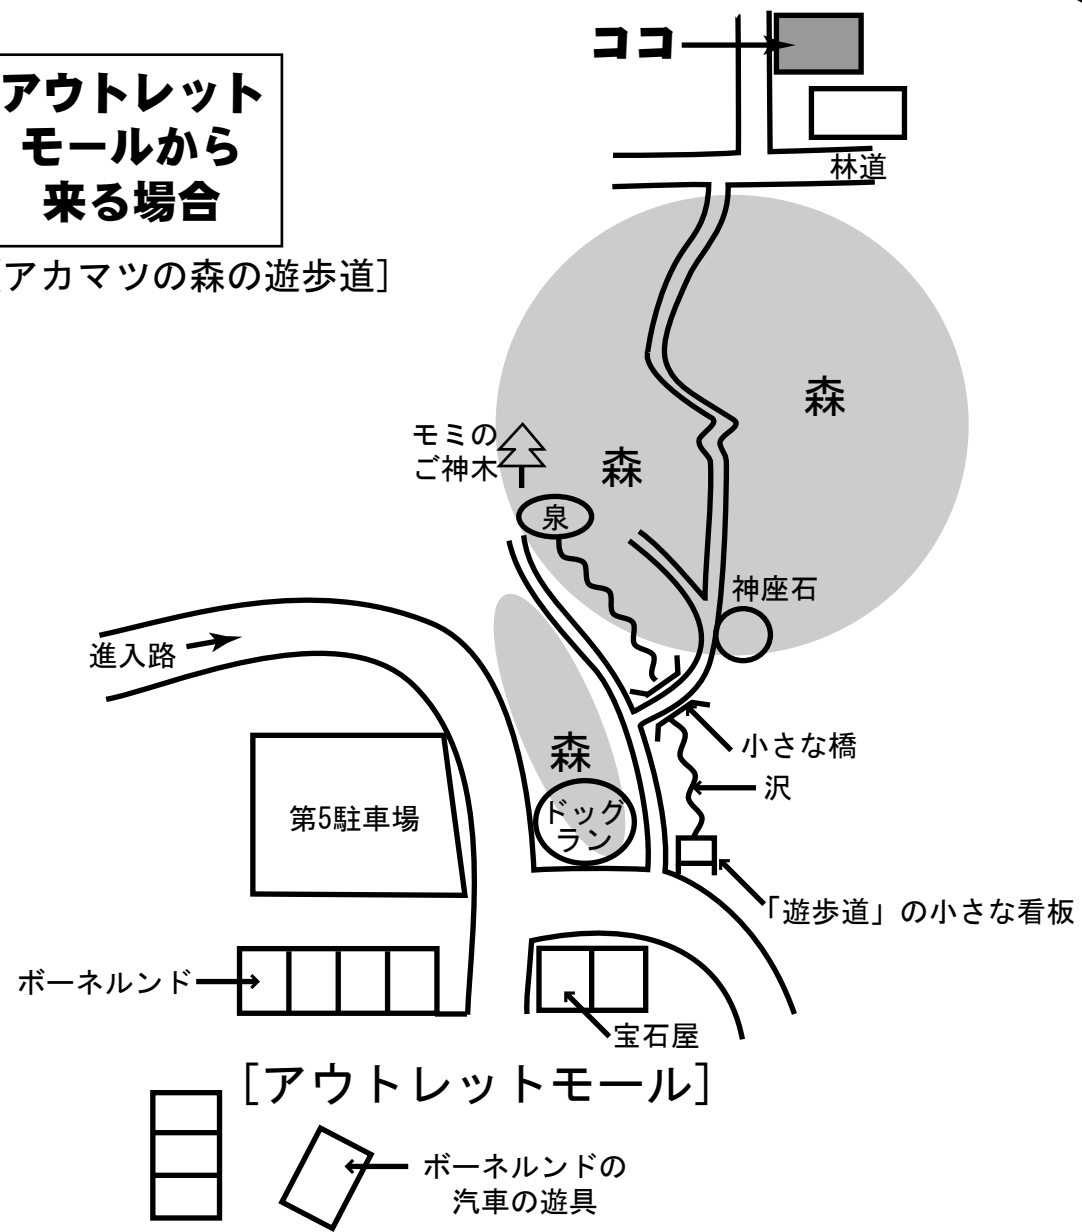 ココ
アウトレット
モールから
来る場合
[アカマツの森の遊歩道]
林道
森
モミの
ご神木
森
泉
神座石
進入路
小さな橋
森
沢
第5駐車場
ドッグ
ラン
「遊歩道」の小さな看板
ボーネルンド
宝石屋
[アウトレットモール]
ボーネルンドの
汽車の遊具